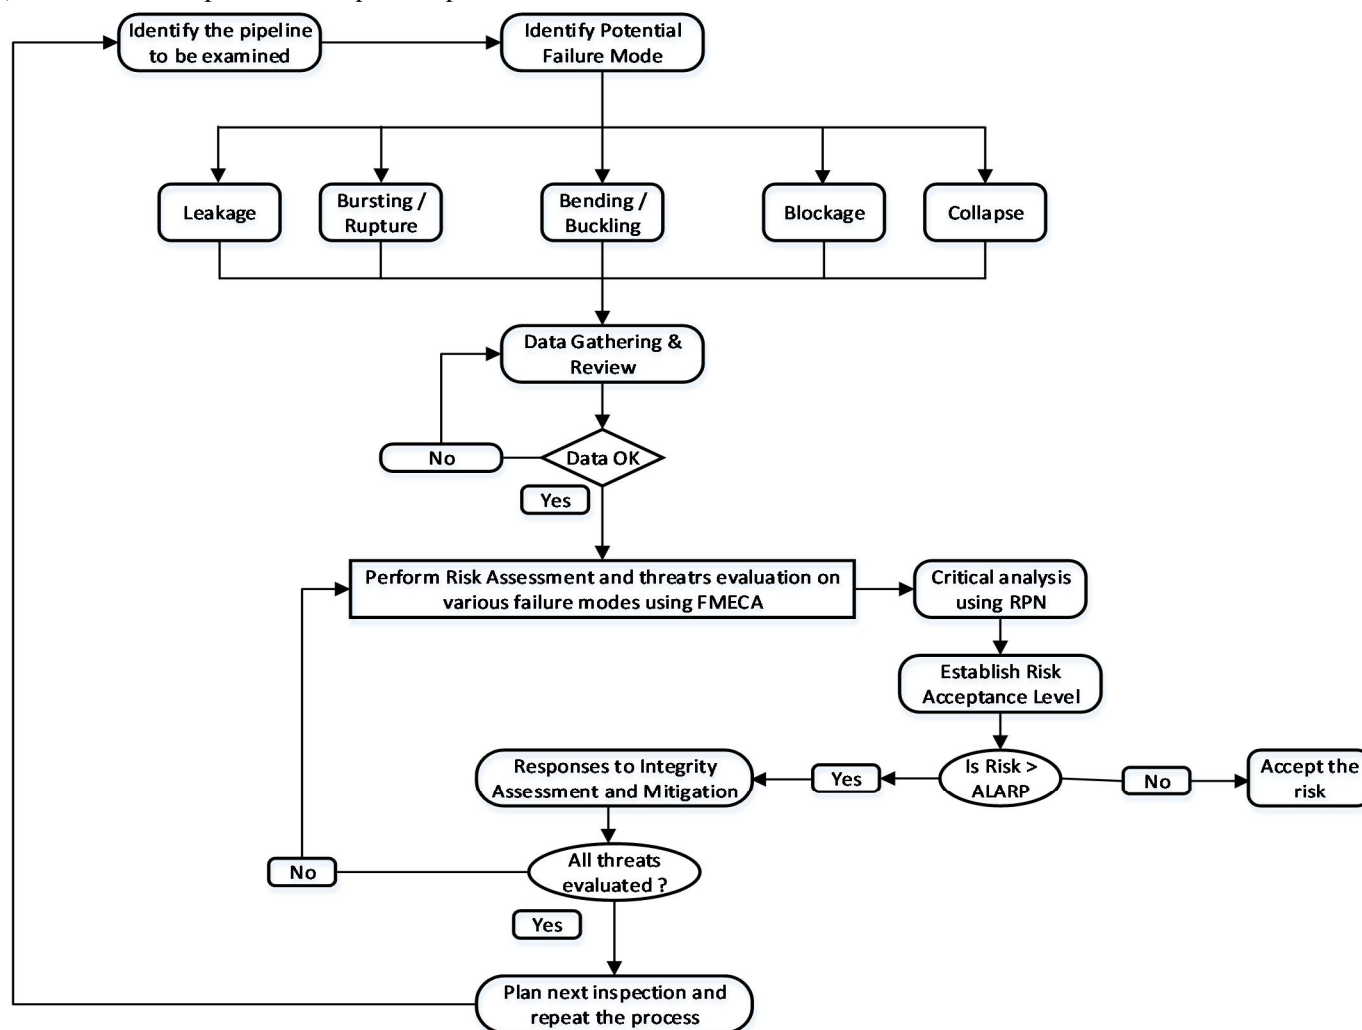 Identify the pipeline
to be examined
Identify Potential
Failure Mode
Leakage
Bursting /
Rupture
Bending /
Buckling
Blockage
Collapse
Data Gathering &
Review
No
Data OK
Yes
Perform Risk Assessment and threatrs evaluation on
various failure modes using FMECA
Critical analysis
using RPN
Establish Risk
Acceptance Level
Responses to Integrity
Assessment and Mitigation
Yes
Is Risk >
ALARP
No
Accept the
risk
No
All threats
evaluated ?
Yes
Plan next inspection and
repeat the process